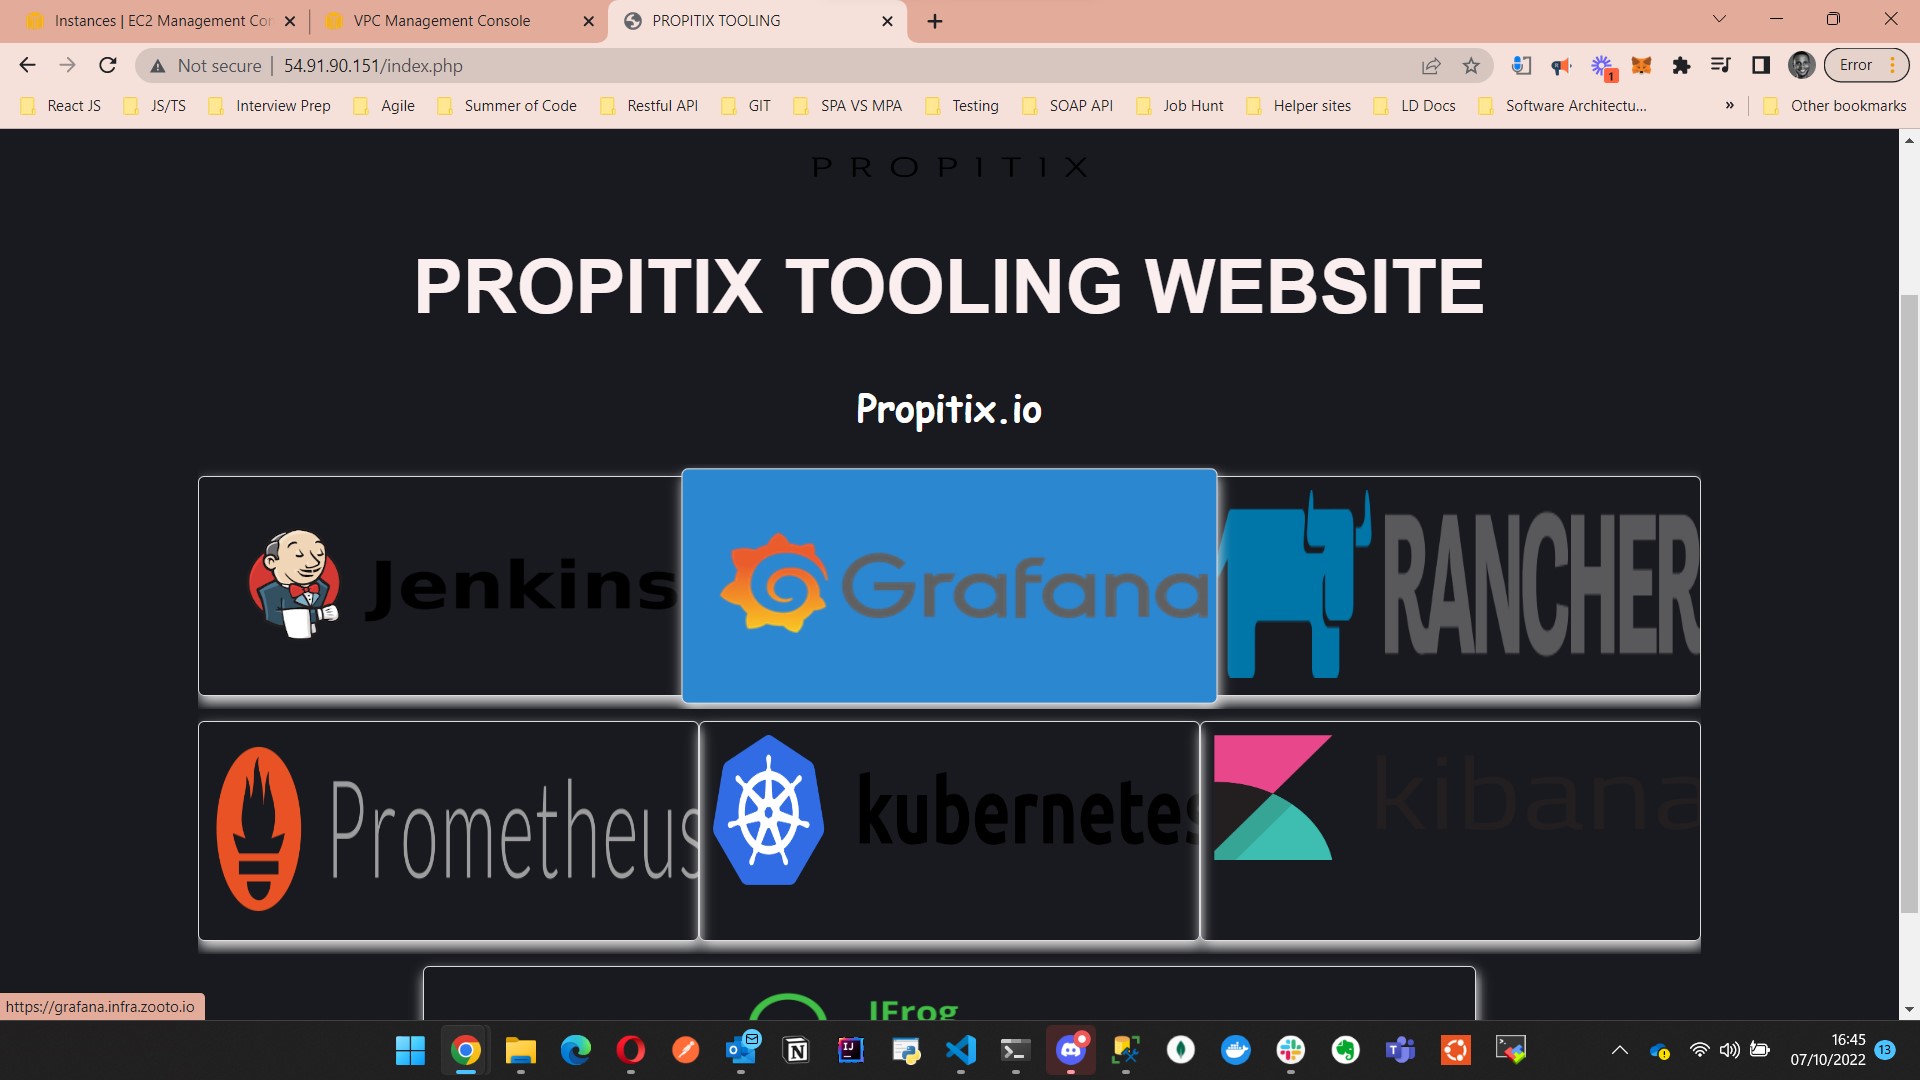 Instances | EC2 Management Con
VPC Management Console
PROPITIX TOOLING
Not secure
54.91.90.151/index.php
1
Error
React JS
JS/TS
Interview Prep
Agile
Summer of Code
Restful API
GIT
SPA VS MPA
Testing
SOAP API
Job Hunt
Helper sites
LD Docs
Software Architectu...
»
Other bookmarks
PROPITIX
PROPITIX TOOLING WEBSITE
Propitix.io
Jenkins
Grafana
RANCHER
Prometheus
kubernetes
kibana
JFrog
https://grafana.infra.zooto.io
16:45
07/10/2022
13